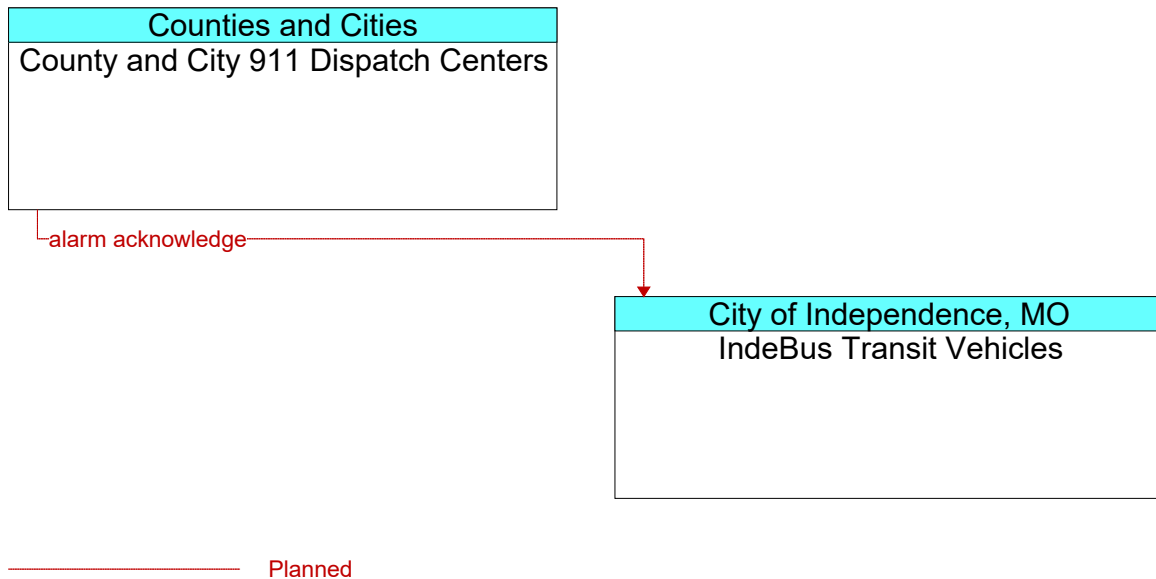 Counties and Cities
County and City 911 Dispatch Centers
alarm acknowledge
City of Independence, MO
IndeBus Transit Vehicles
Planned